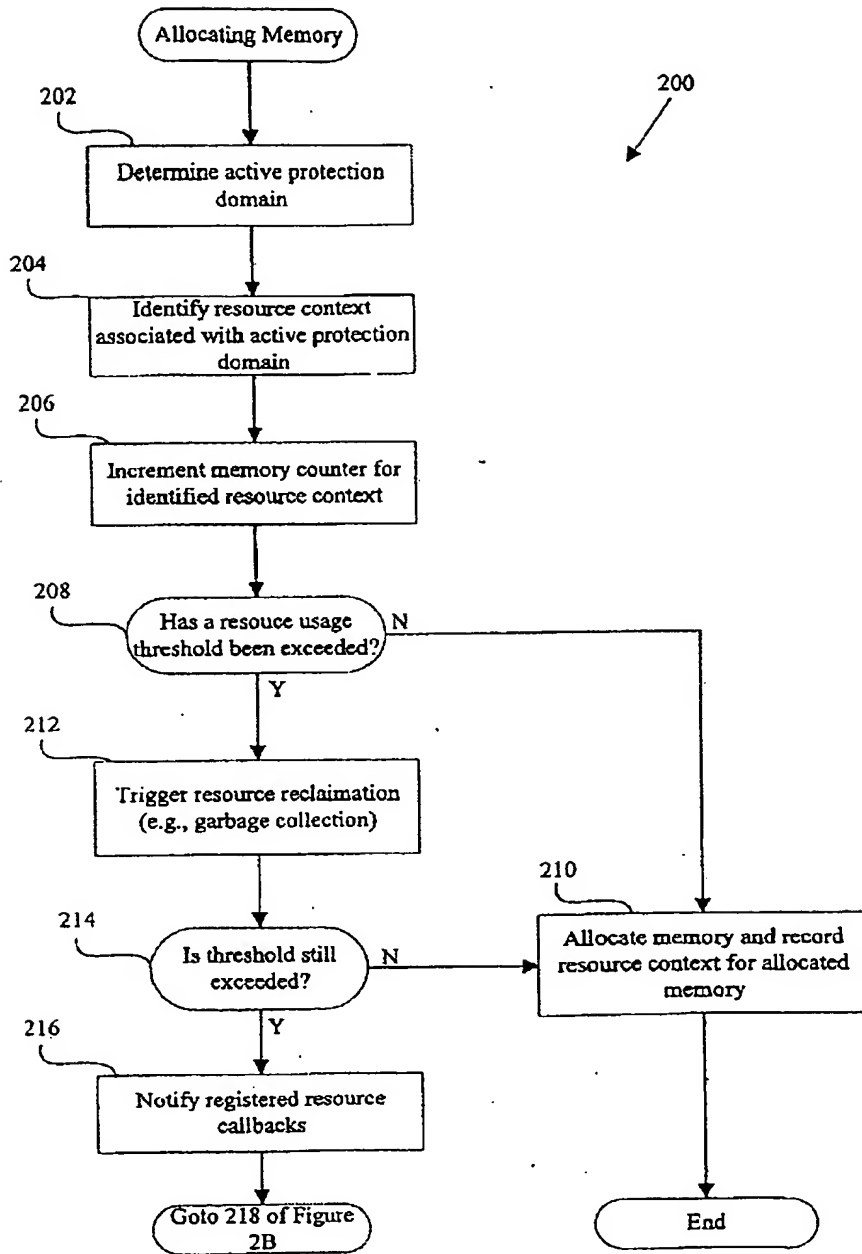 Allocating Memory
200
202
Determine active protection
domain
204
Identify resource context
associated with active protection
domain
206
Increment memory counter for
identified resource context
208
Has a resouce usage
threshold been exceeded?
N
Y
212
Trigger resource reclaimation
(e.g., garbage collection)
210
Allocate memory and record
resource context for allocated
memory
214
Is threshold still
exceeded?
N
Y
216
Notify registered resource
callbacks
Goto 218 of Figure
2B
End